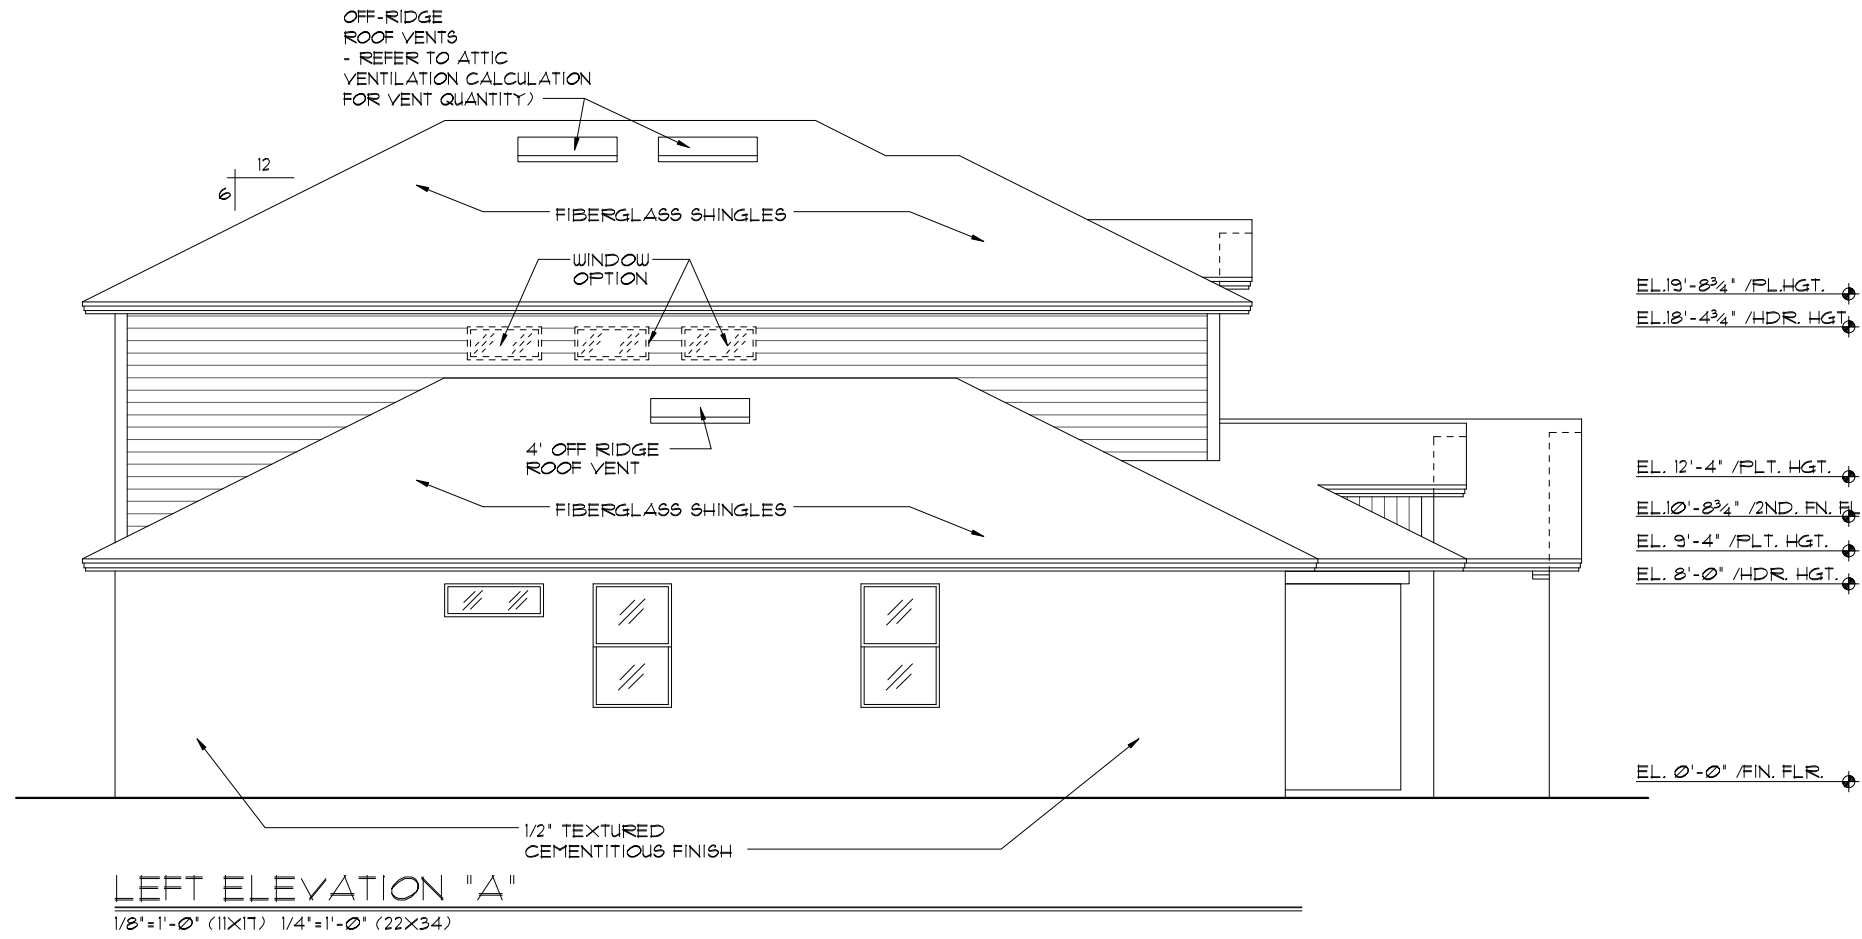 OFF-RIDGE
ROOF VENTS
- REFER TO ATTIC
VENTILATION CALCULATION
FOR VENT QUANTITY)
12
6
FIBERGLASS SHINGLES
WINDOW
OPTION
EL.19'-8¾" /PL.HGT.
EL.18'-4¾" /HDR. HGT
4' OFF RIDGE
ROOF VENT
FIBERGLASS SHINGLES
EL. 12'-4" /PLT. HGT.
EL.10'-8¾" /2ND. FN. FL
EL. 9'-4" /PLT. HGT.
EL. 8'-0" /HDR. HGT.
EL. 0'-0" /FIN. FLR.
1/2" TEXTURED
CEMENTITIOUS FINISH
LEFT ELEVATION "A"
1/8"=1'-0" (11X17) 1/4"=1'-0" (22X34)